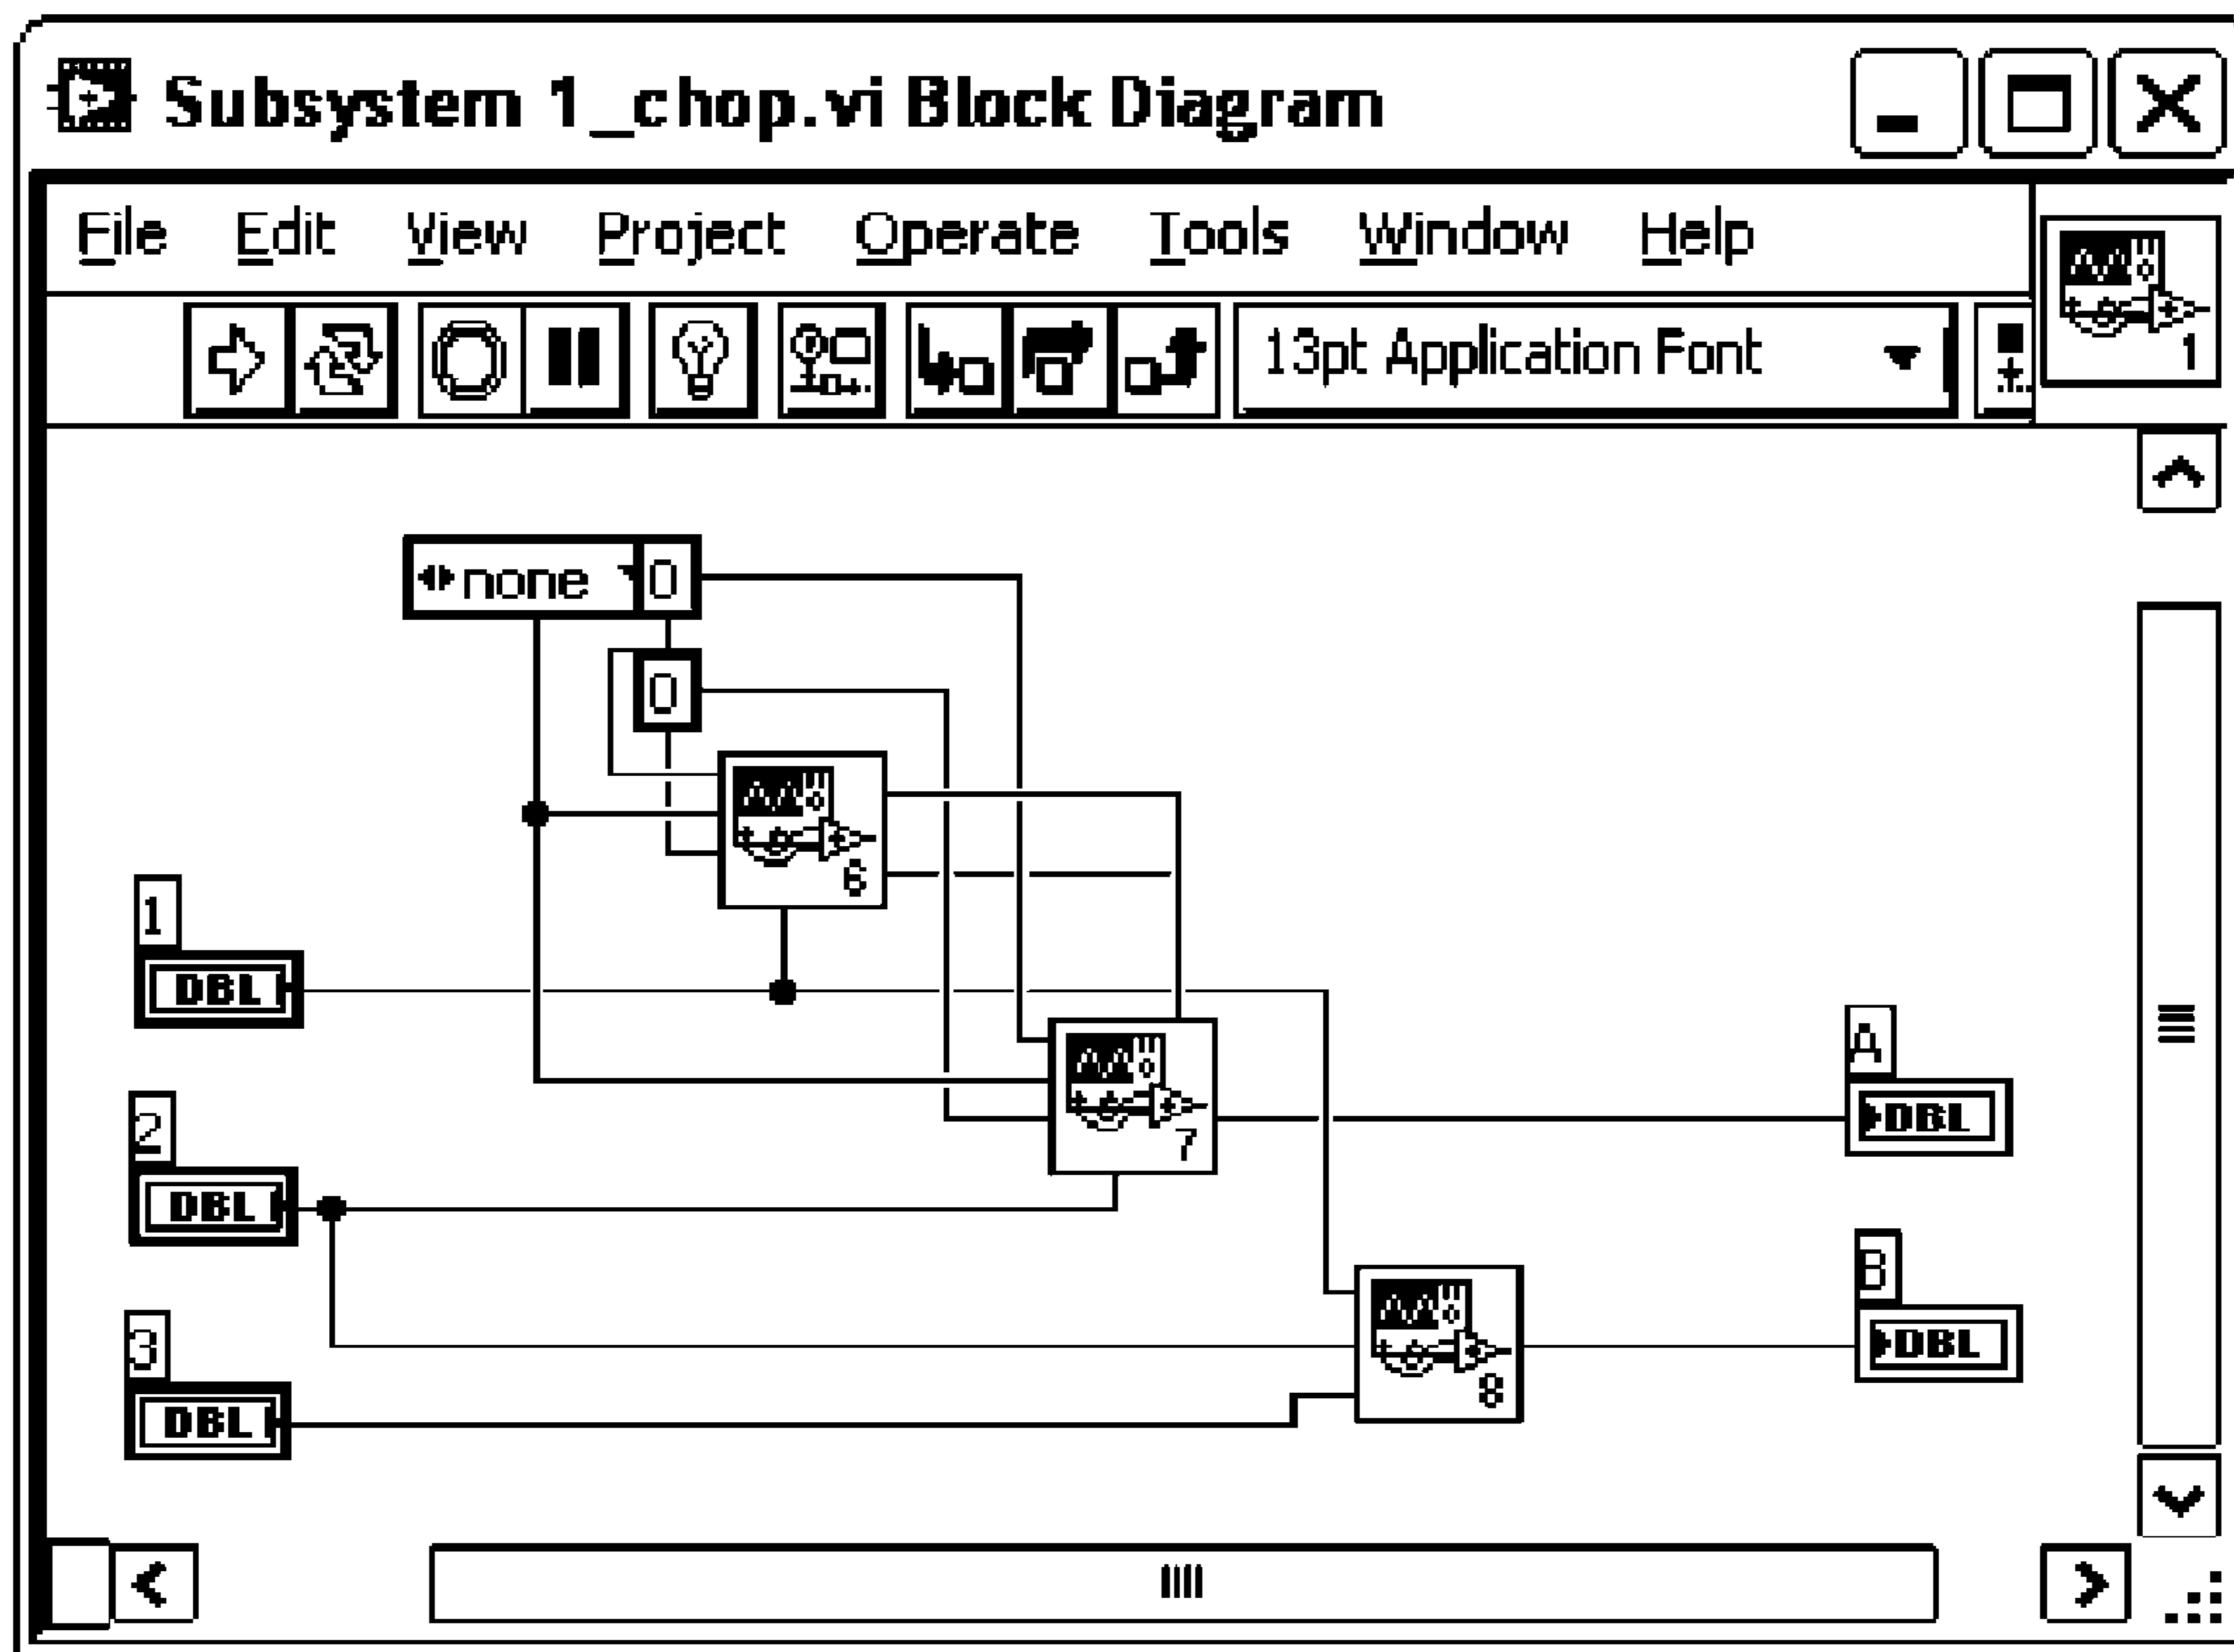 Subsystem 1_chop.vi Block Diagram
File Edit View Project Operate Tools Window Help
13pt Application Font
1
none 0
0
6
1
DBL
A
DBL
7
2
DBL
B
DBL
3
DBL
8